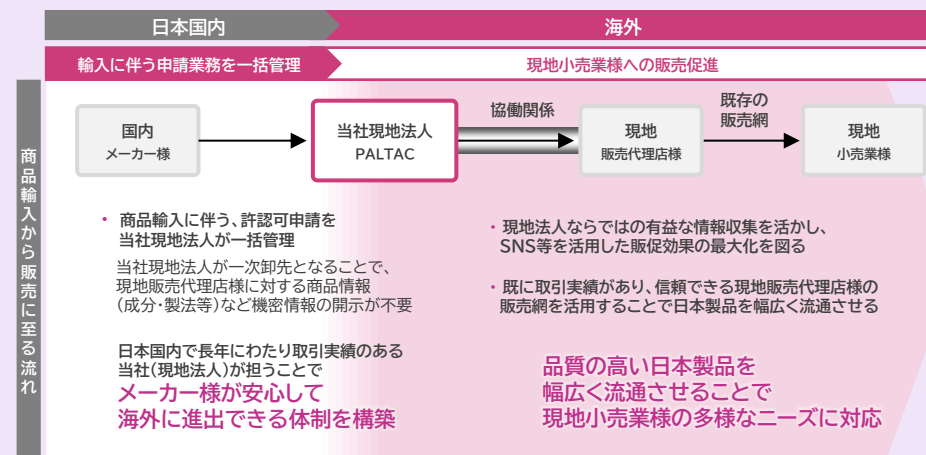 日本国内
海外
輸入に伴う申請業務を一括管理
現地小売業様への販売促進
商品輸入から販売に至る流れ
国内
メーカー様
当社現地法人
PALTAC
協働関係
現地
販売代理店様
既存の
販売網
現地
小売業様
・ 商品輸入に伴う、許認可申請を
当社現地法人が一括管理
当社現地法人が一次卸先となることで、
現地販売代理店様に対する商品情報
(成分・製法等)など機密情報の開示が不要
日本国内で長年にわたり取引実績のある
当社(現地法人)が担うことで
メーカー様が安心して
海外に進出できる体制を構築
・現地法人ならではの有益な情報収集を活かし、
SNS等を活用した販促効果の最大化を図る
・既に取引実績があり、信頼できる現地販売代理店様の
販売網を活用することで日本製品を幅広く流通させる
品質の高い日本製品を
幅広く流通させることで
現地小売業様の多様なニーズに対応